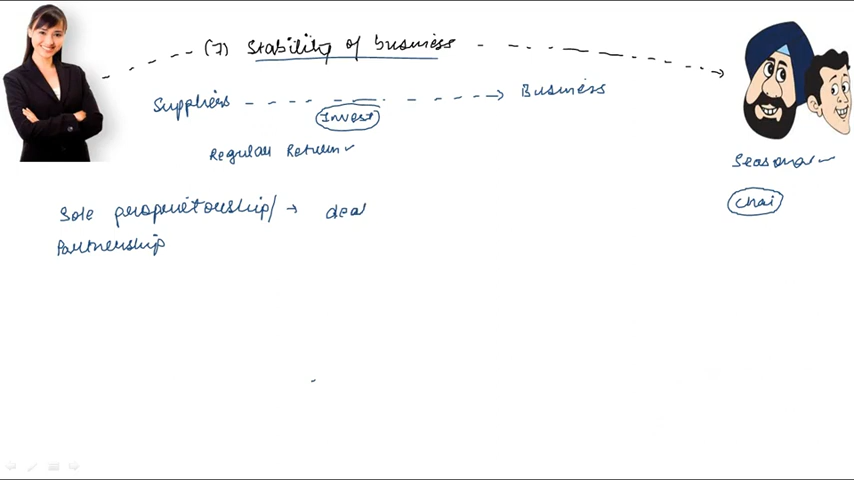 (7) Stability of business
Suppliers Business
Invest
Regular Return
Seasonal
Sole proprietorship/ → deal
Chai
Partnership